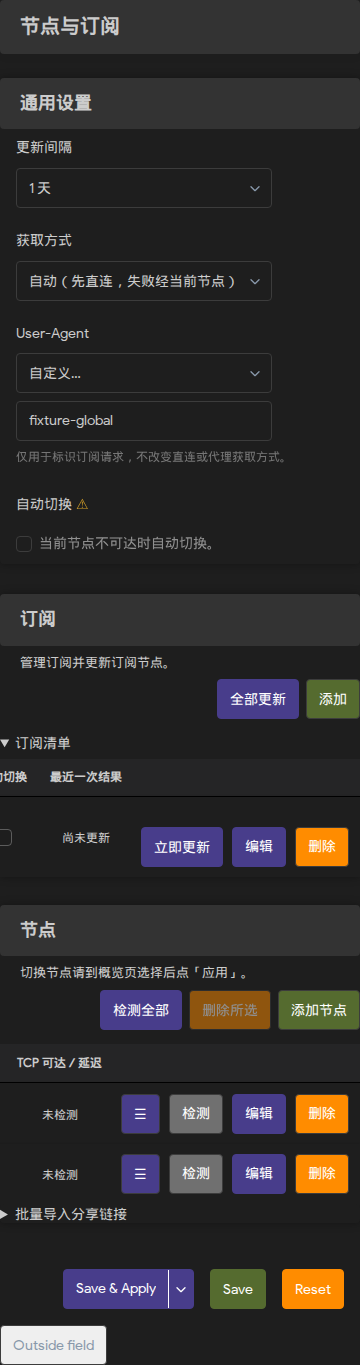 节点与订阅
通用设置
更新间隔
1 天
获取方式
自动（先直连，失败经当前节点）
User-Agent
自定义...
fixture-global
仅用于标识订阅请求，不改变直连或代理获取方式。
自动切换 ⚠
当前节点不可达时自动切换。
订阅
管理订阅并更新订阅节点。
全部更新 添加
▼ 订阅清单
切换 最近一次结果
尚未更新 立即更新 编辑 删除
节点
切换节点请到概览页选择后点「应用」。
检测全部 删除所选 添加节点
TCP 可达 / 延迟
未检测 ☰ 检测 编辑 删除
未检测 ☰ 检测 编辑 删除
▶ 批量导入分享链接
Save & Apply Save Reset
Outside field